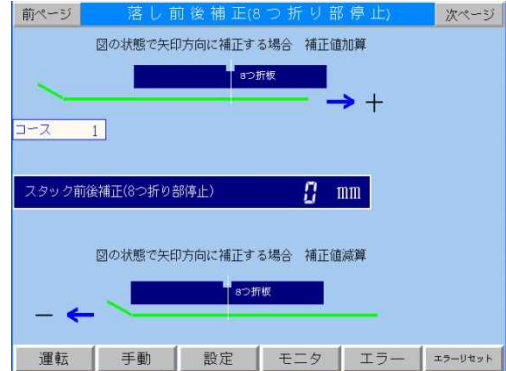 前ページ
落し前後補正(8つ折り部停止)
次ページ
図の状態で矢印方向に補正する場合　補正値加算
8つ折板
+
コース 1
スタック前後補正(8つ折り部停止) 0 mm
図の状態で矢印方向に補正する場合　補正値減算
8つ折板
−
運転 手動 設定 モニタ エラー エラーリセット